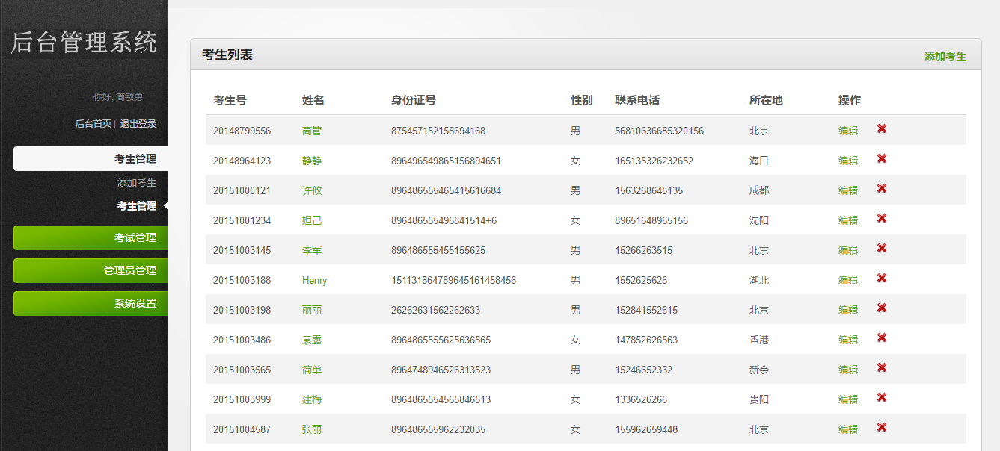 后台管理系统
你好, 简敏勇
后台首页 | 退出登录
考生管理
添加考生
考生管理
考试管理
管理员管理
系统设置
考生列表 添加考生
考生号 姓名 身份证号 性别 联系电话 所在地 操作
20148799556 高管 875457152158694168 男 56810636685320156 北京 编辑
20148964123 静静 896496549865156894651 女 165135326232652 海口 编辑
20151000121 许攸 896486555465415616684 男 1563268645135 成都 编辑
20151001234 妲己 896486555496841514+6 女 89651648965156 沈阳 编辑
20151003145 李军 896486555455155625 男 15266263515 北京 编辑
20151003188 Henry 151131864789645161458456 男 1552625626 湖北 编辑
20151003198 丽丽 26262631562262633 男 152841552615 北京 编辑
20151003486 袁露 8964865555625636565 女 147852626563 香港 编辑
20151003565 简单 8964748946526313523 男 15246652332 新余 编辑
20151003999 建梅 8964865554565846513 女 1336526266 贵阳 编辑
20151004587 张丽 896486555962232035 女 155962659448 北京 编辑